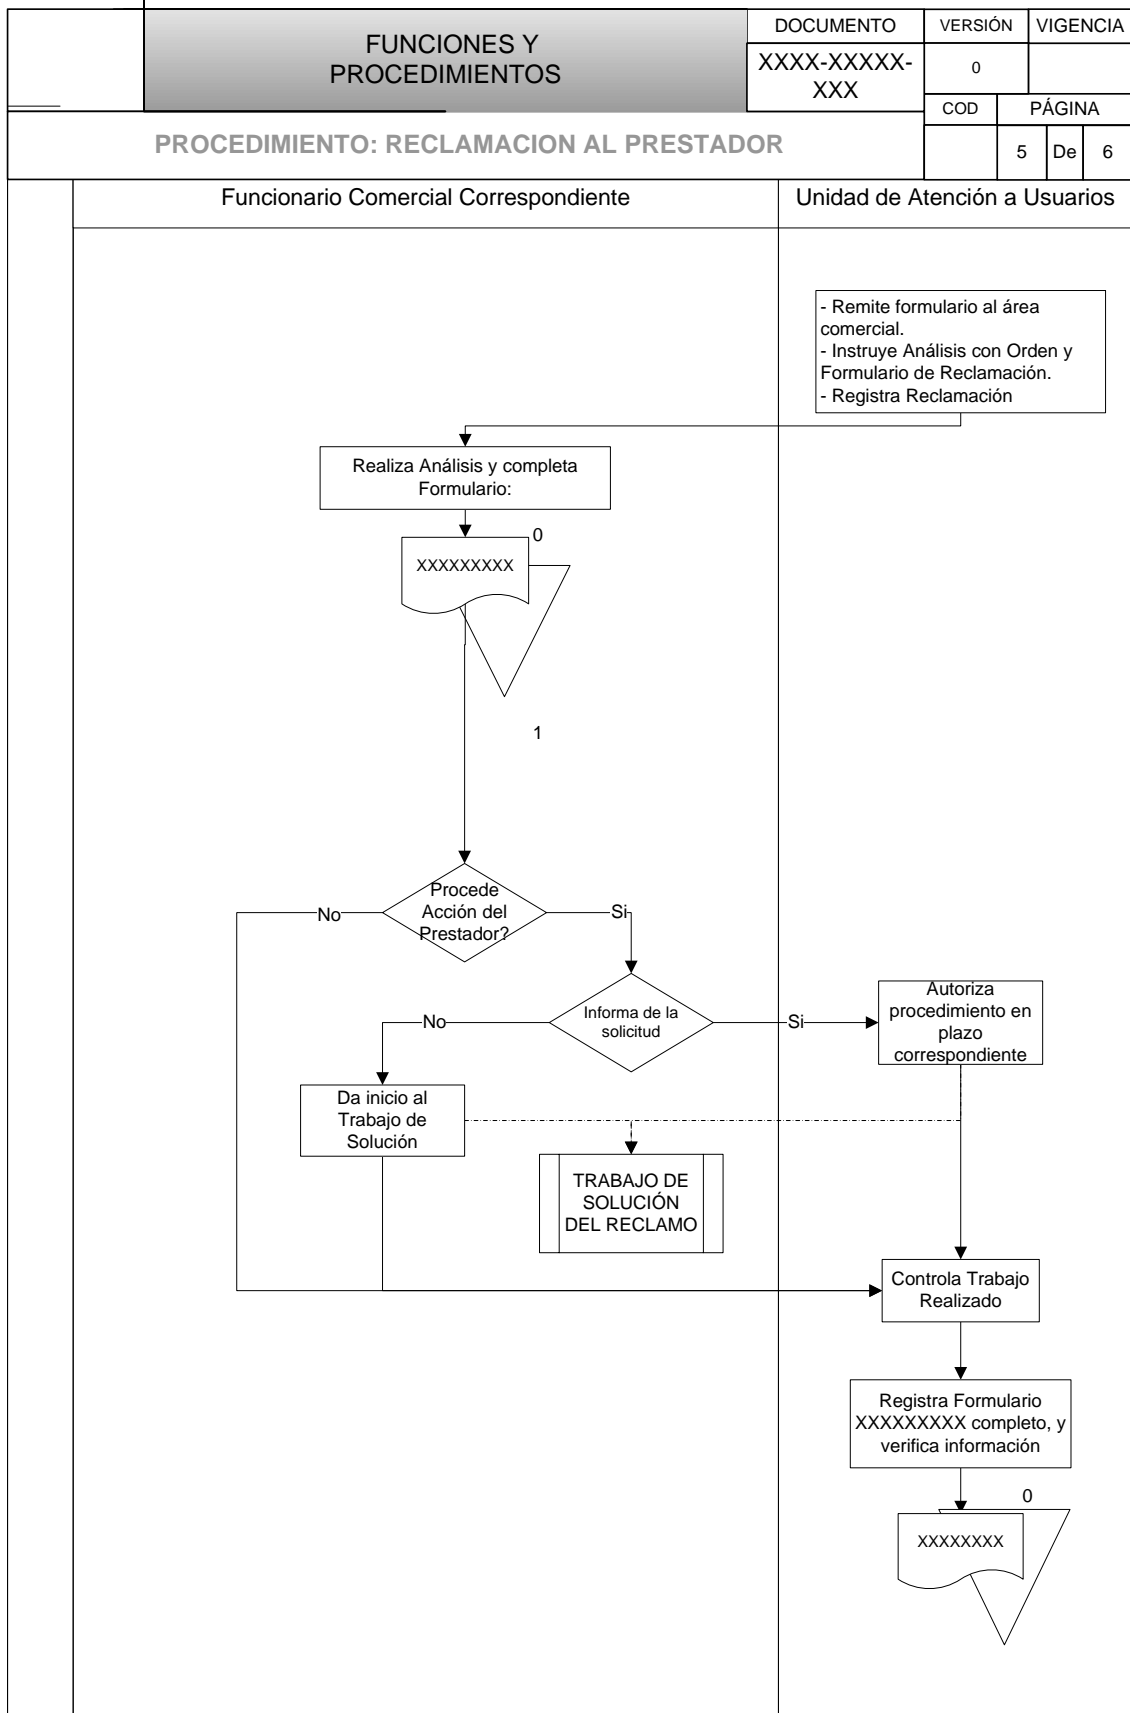 FUNCIONES Y
PROCEDIMIENTOS
DOCUMENTO
VERSIÓN
VIGENCIA
XXXX-XXXXX-
XXX
0
COD
PÁGINA
PROCEDIMIENTO: RECLAMACION AL PRESTADOR
5
De
6
Funcionario Comercial Correspondiente
Unidad de Atención a Usuarios
- Remite formulario al área
comercial.
- Instruye Análisis con Orden y
Formulario de Reclamación.
- Registra Reclamación
Realiza Análisis y completa
Formulario:
0
XXXXXXXXX
1
Procede
Acción del
Prestador?
No
Si
Informa de la
solicitud
No
Si
Autoriza
procedimiento en
plazo
correspondiente
Da inicio al
Trabajo de
Solución
TRABAJO DE
SOLUCIÓN
DEL RECLAMO
Controla Trabajo
Realizado
Registra Formulario
XXXXXXXXX completo, y
verifica información
0
XXXXXXXX